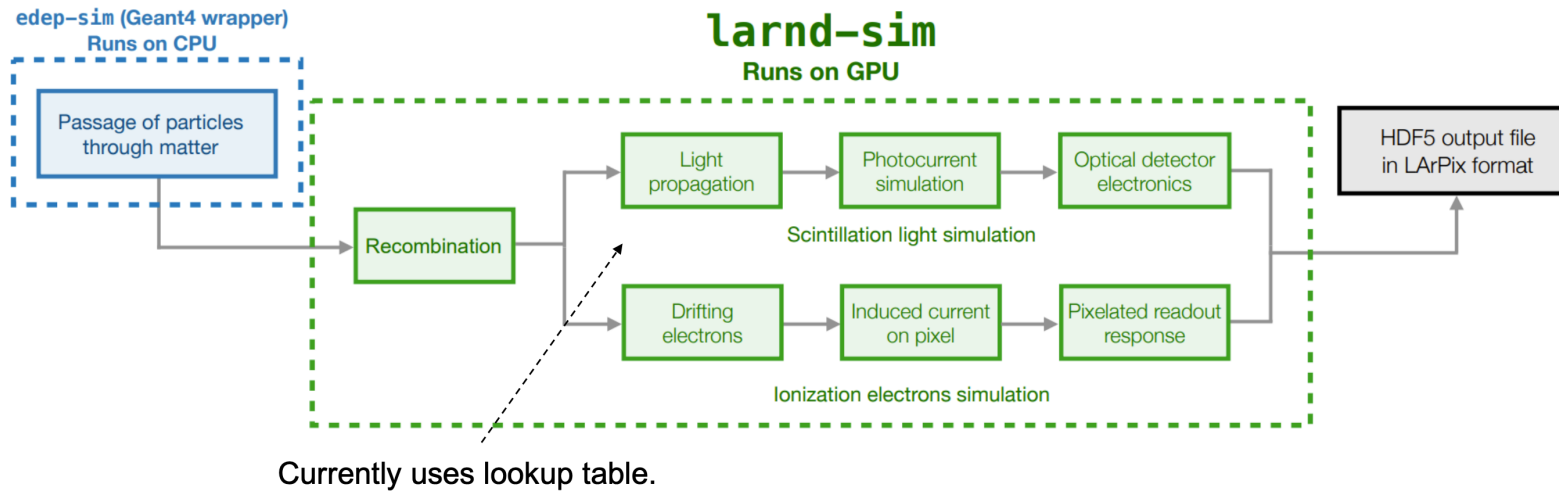 edep-sim (Geant4 wrapper)
Runs on CPU
larnd-sim
Runs on GPU
Passage of particles
through matter
Recombination
Light
propagation
Photocurrent
simulation
Optical detector
electronics
Scintillation light simulation
Drifting
electrons
Induced current
on pixel
Pixelated readout
response
Ionization electrons simulation
HDF5 output file
in LArPix format
Currently uses lookup table.